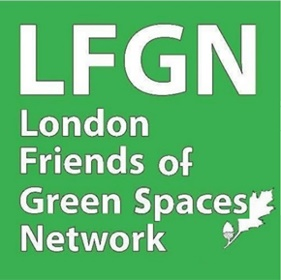 LFGN
London
Friends of
Green Spaces
Network